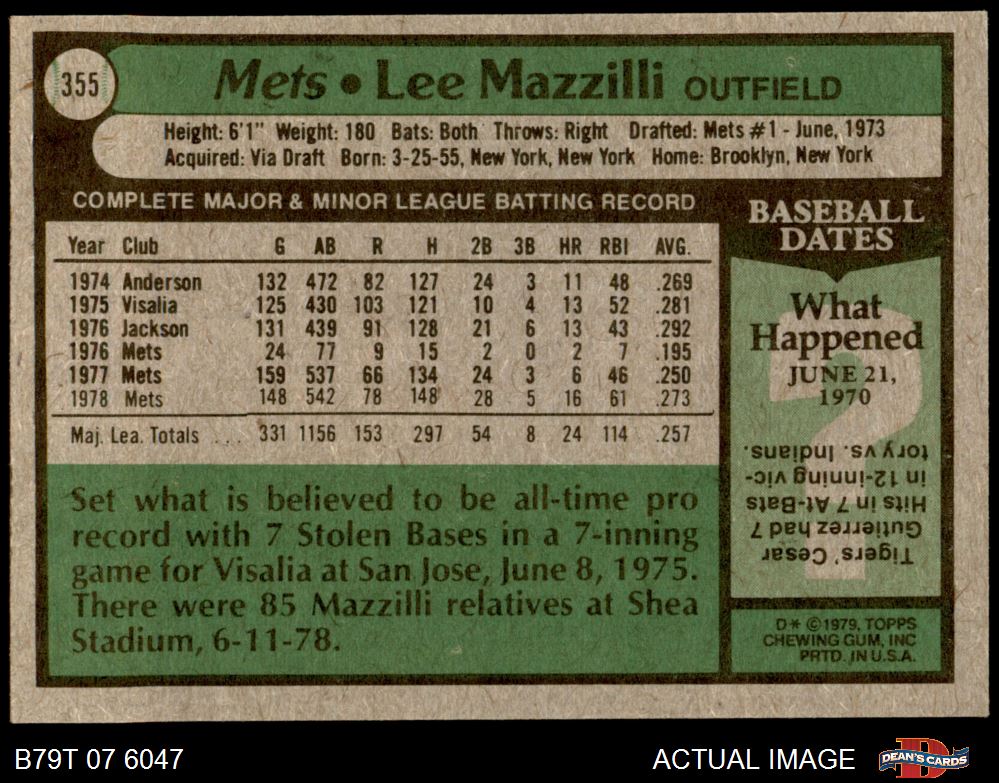 355
Mets • Lee Mazzilli OUTFIELD
Height: 6'1" Weight: 180 Bats: Both Throws: Right Drafted: Mets #1 - June, 1973
Acquired: Via Draft Born: 3-25-55, New York, New York Home: Brooklyn, New York
COMPLETE MAJOR & MINOR LEAGUE BATTING RECORD
Year Club G AB R H 2B 3B HR RBI AVG.
1974 Anderson 132 472 82 127 24 3 11 48 .269
1975 Visalia 125 430 103 121 10 4 13 52 .281
1976 Jackson 131 439 91 128 21 6 13 43 .292
1976 Mets 24 77 9 15 2 0 2 7 .195
1977 Mets 159 537 66 134 24 3 6 46 .250
1978 Mets 148 542 78 148 28 5 16 61 .273
Maj. Lea. Totals ... 331 1156 153 297 54 8 24 114 .257
Set what is believed to be all-time pro
record with 7 Stolen Bases in a 7-inning
game for Visalia at San Jose, June 8, 1975.
There were 85 Mazzilli relatives at Shea
Stadium, 6-11-78.
BASEBALL
DATES
What
Happened
JUNE 21,
1970
?
Tigers' Cesar
Gutierrez had 7
Hits in 7 At-Bats
in 12-inning vic-
tory vs. Indians.
D* ©1979, TOPPS
CHEWING GUM, INC
PRTD. IN U.S.A.
B79T 07 6047
ACTUAL IMAGE
D
DEAN'S CARDS